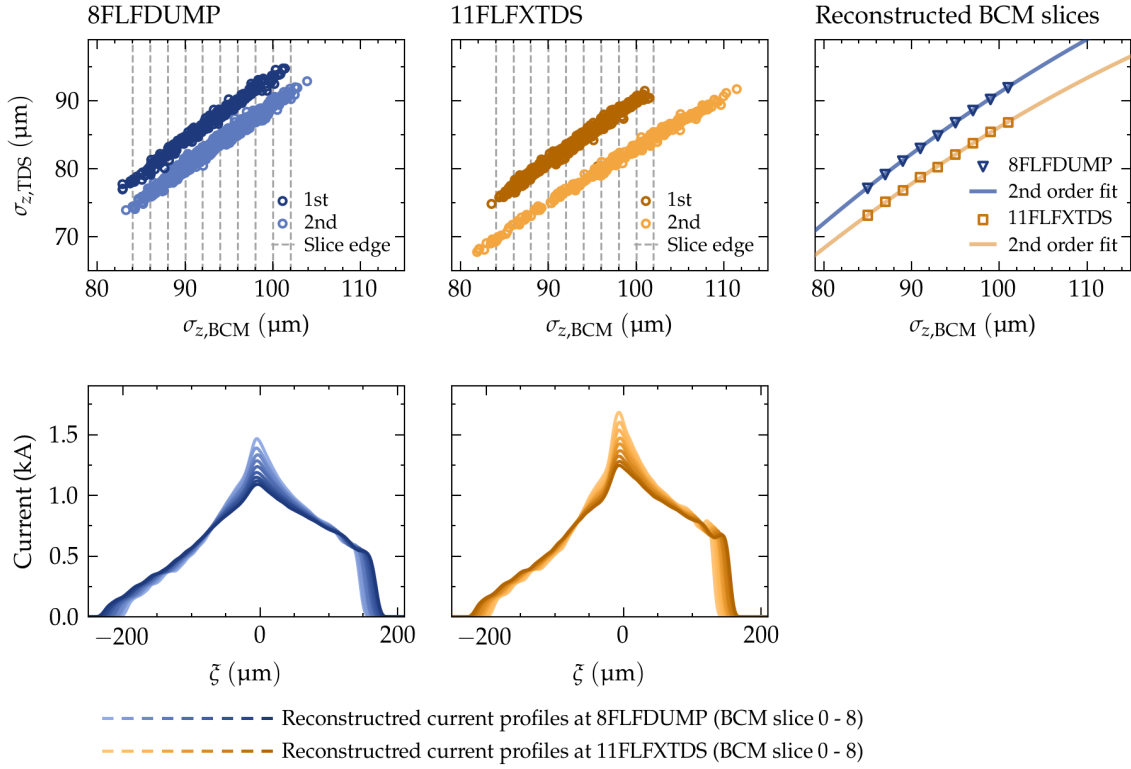 8FLFDUMP
11FLFXTDS
Reconstructed BCM slices
σz,TDS (µm)
90
80
70
1st
2nd
Slice edge
1st
2nd
Slice edge
8FLFDUMP
2nd order fit
11FLFXTDS
2nd order fit
80 90 100 110
80 90 100 110
80 90 100 110
σz,BCM (µm)
σz,BCM (µm)
σz,BCM (µm)
Current (kA)
1.5
1.0
0.5
0.0
−200 0 200
−200 0 200
ξ (µm)
ξ (µm)
Reconstructred current profiles at 8FLFDUMP (BCM slice 0 - 8)
Reconstructred current profiles at 11FLFXTDS (BCM slice 0 - 8)